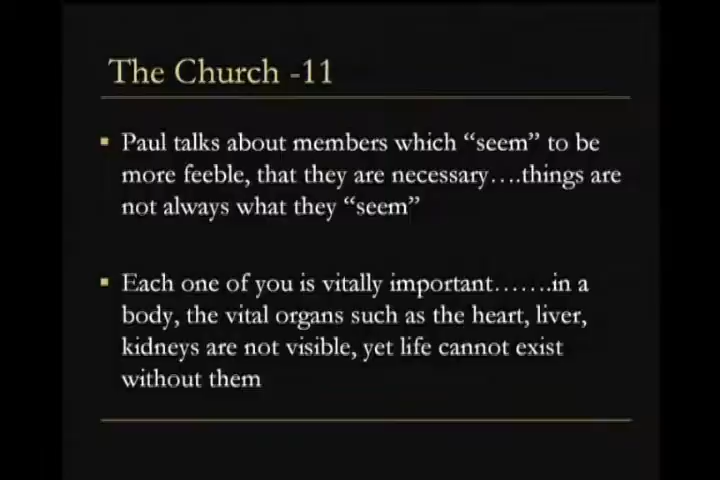 The Church -11
Paul talks about members which “seem” to be
more feeble, that they are necessary….things are
not always what they “seem”
Each one of you is vitally important…….in a
body, the vital organs such as the heart, liver,
kidneys are not visible, yet life cannot exist
without them